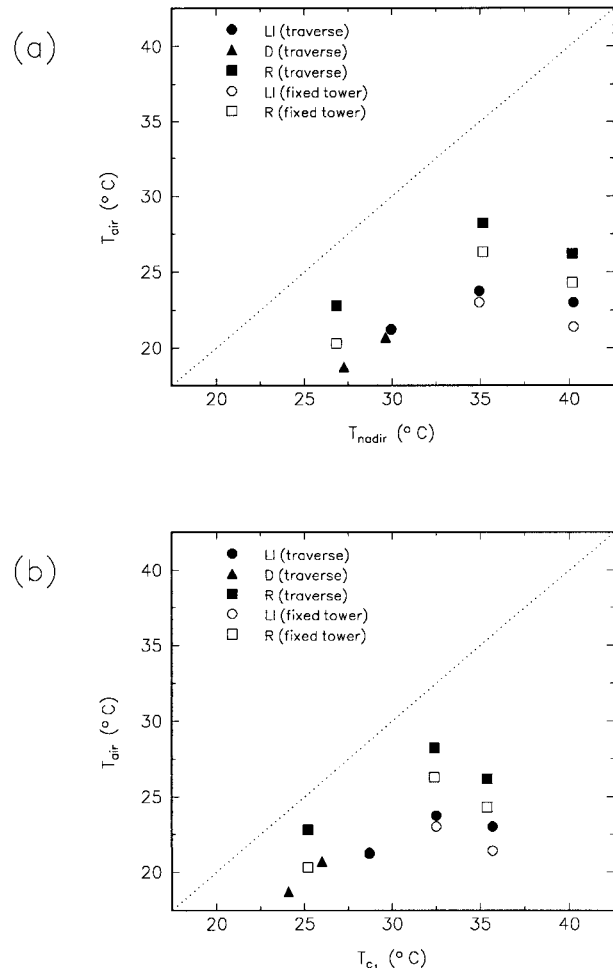 (a)
LI (traverse)
D (traverse)
R (traverse)
LI (fixed tower)
R (fixed tower)
40
35
30
25
20
T_air (° C)
20 25 30 35 40
T_nadir (° C)
(b)
LI (traverse)
D (traverse)
R (traverse)
LI (fixed tower)
R (fixed tower)
40
35
30
25
20
T_air (° C)
20 25 30 35 40
T_c₁ (° C)